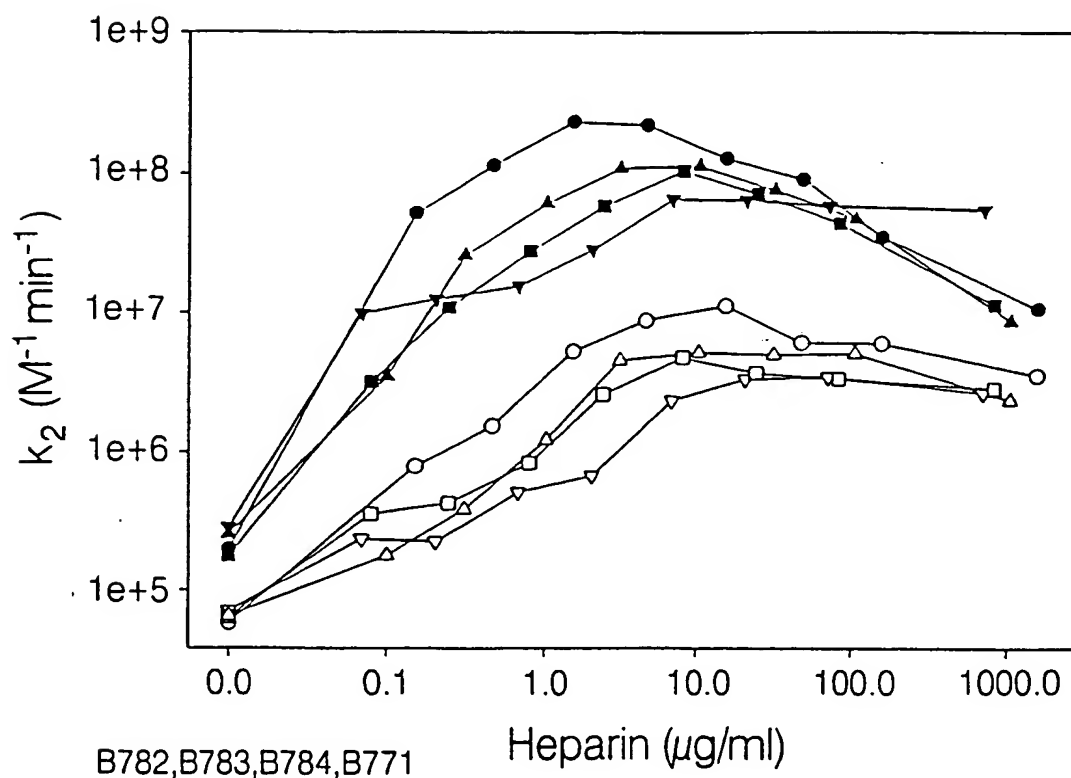 1e+9
1e+8
1e+7
1e+6
1e+5
k₂ (M⁻¹ min⁻¹)
0.0 0.1 1.0 10.0 100.0 1000.0
Heparin (µg/ml)
B782,B783,B784,B771